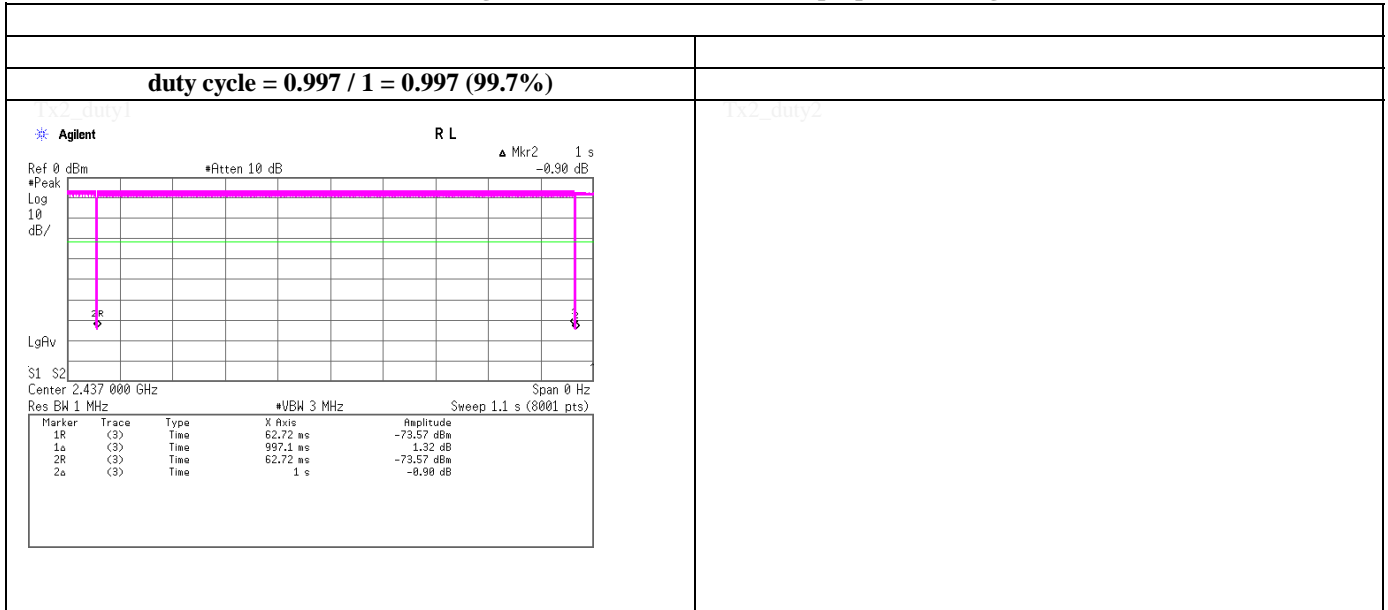 duty cycle = 0.997 / 1 = 0.997 (99.7%)
Tx2_duty1
Tx2_duty2
Agilent R L
Δ Mkr2 1 s
Ref 0 dBm #Atten 10 dB -0.90 dB
#Peak
Log
10
dB/
2R
LgAv
S1 S2
Center 2.437 000 GHz Span 0 Hz
Res BW 1 MHz #VBW 3 MHz Sweep 1.1 s (8001 pts)
Marker Trace Type X Axis Amplitude
1R (3) Time 62.72 ms -73.57 dBm
1Δ (3) Time 997.1 ms 1.32 dB
2R (3) Time 62.72 ms -73.57 dBm
2Δ (3) Time 1 s -0.90 dB